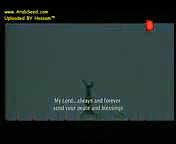 www.ArabSeed.com
Uploaded BY Hossam™
My Lord.. always and forever
send your peace and blessings